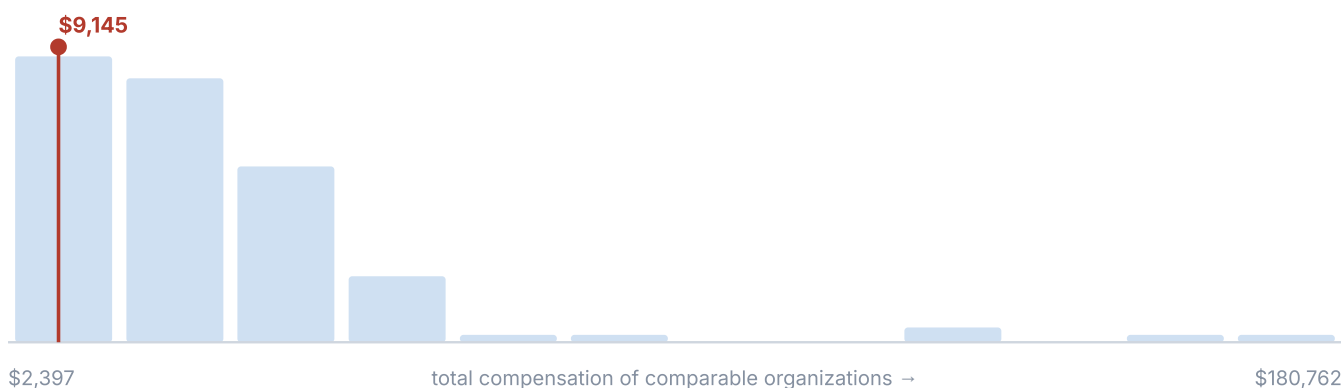 $9,145
$2,397
total compensation of comparable organizations →
$180,762